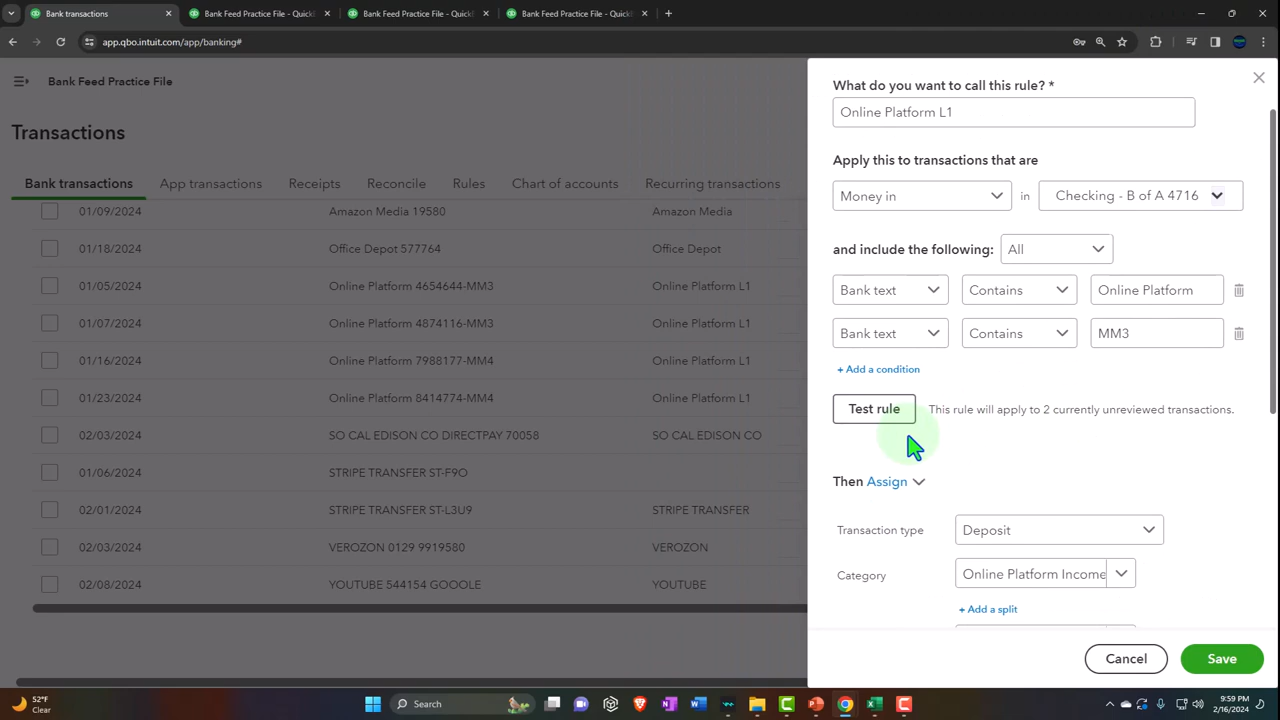 Bank transactions
Bank Feed Practice File - Quick
Bank Feed Practice File - Quick
Bank Feed Practice File - Quick
app.qbo.intuit.com/app/banking#
Bank Feed Practice File
Transactions
Bank transactions App transactions Receipts Reconcile Rules Chart of accounts Recurring transactions
01/09/2024 Amazon Media 19580 Amazon Media
01/18/2024 Office Depot 577764 Office Depot
01/05/2024 Online Platform 4654644-MM3 Online Platform L1
01/07/2024 Online Platform 4874116-MM3 Online Platform L1
01/16/2024 Online Platform 7988177-MM4 Online Platform L1
01/23/2024 Online Platform 8414774-MM4 Online Platform L1
02/03/2024 SO CAL EDISON CO DIRECTPAY 70058 SO CAL EDISON CO
01/06/2024 STRIPE TRANSFER ST-F9O
02/01/2024 STRIPE TRANSFER ST-L3U9 STRIPE TRANSFER
02/03/2024 VEROZON 0129 9919580 VEROZON
02/08/2024 YOUTUBE 544154 GOOOLE YOUTUBE
What do you want to call this rule? *
Online Platform L1
Apply this to transactions that are
Money in in Checking - B of A 4716
and include the following: All
Bank text Contains Online Platform
Bank text Contains MM3
+ Add a condition
Test rule This rule will apply to 2 currently unreviewed transactions.
Then Assign
Transaction type Deposit
Category Online Platform Income
+ Add a split
Cancel Save
52°F
Clear
Search
9:59 PM
2/16/2024